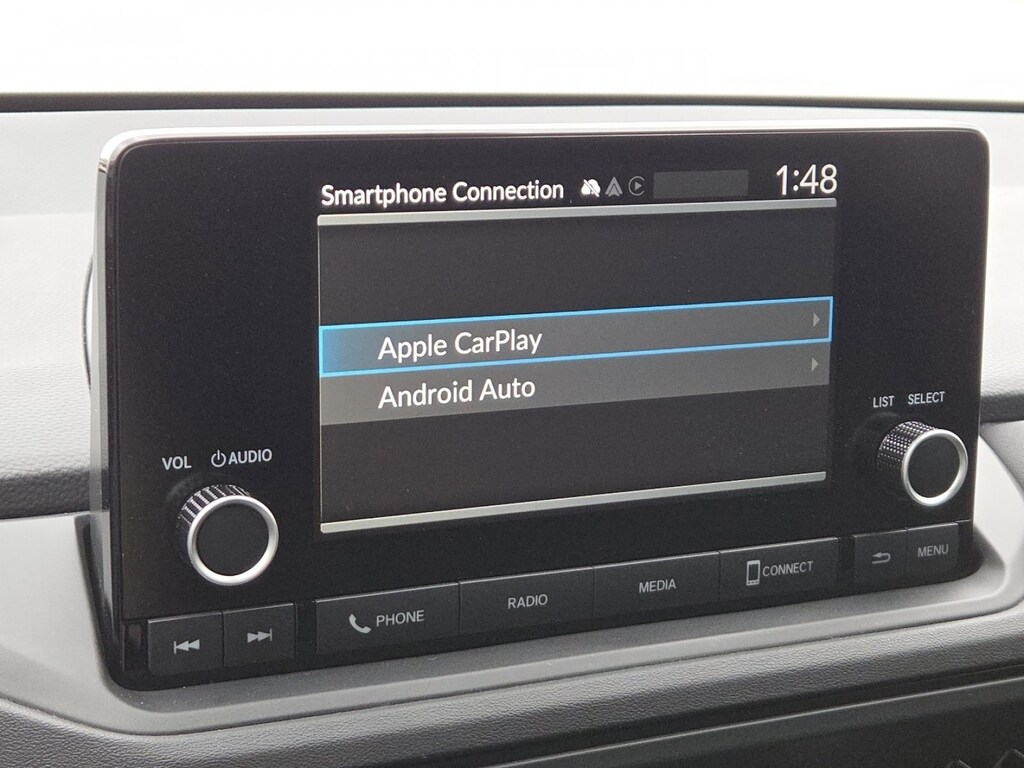 Smartphone Connection
1:48
Apple CarPlay
Android Auto
LIST SELECT
VOL AUDIO
PHONE
RADIO
MEDIA
CONNECT
MENU